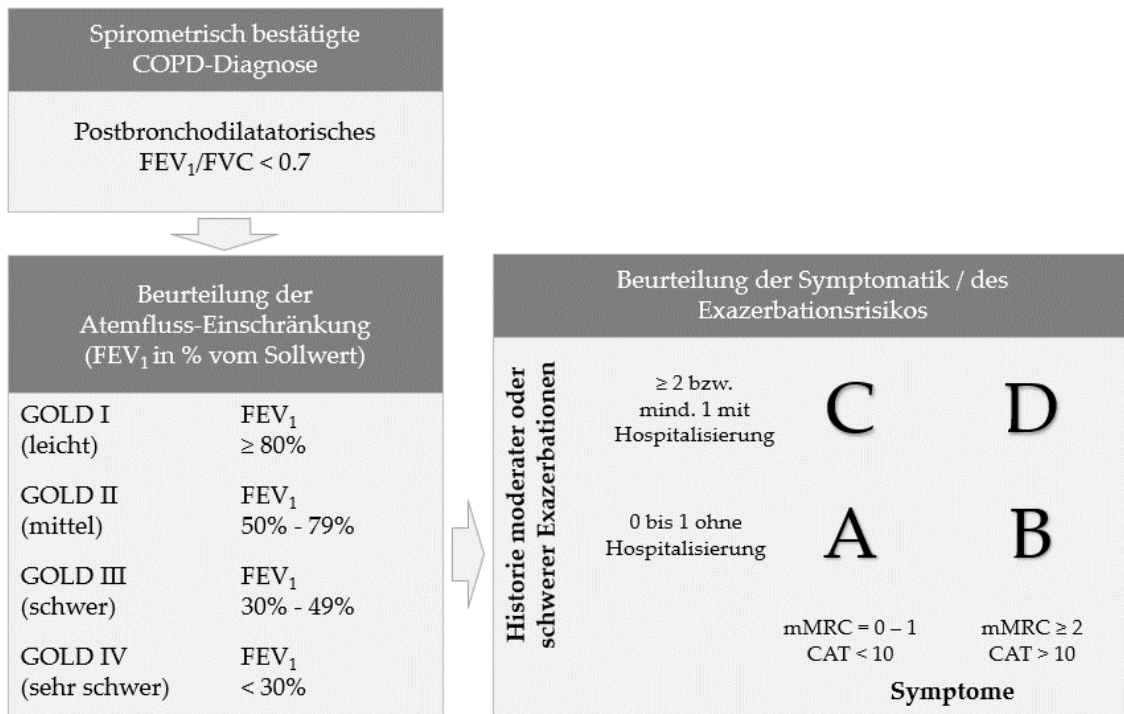 Spirometrisch bestätigte
COPD-Diagnose
Postbronchodilatatorisches
FEV₁/FVC < 0.7
Beurteilung der
Atemfluss-Einschränkung
(FEV₁ in % vom Sollwert)
GOLD I
(leicht)
FEV₁
≥ 80%
GOLD II
(mittel)
FEV₁
50% - 79%
GOLD III
(schwer)
FEV₁
30% - 49%
GOLD IV
(sehr schwer)
FEV₁
< 30%
Beurteilung der Symptomatik / des
Exazerbationsrisikos
Historie moderater oder
schwerer Exazerbationen
≥ 2 bzw.
mind. 1 mit
Hospitalisierung
C
D
0 bis 1 ohne
Hospitalisierung
A
B
mMRC = 0 – 1
CAT < 10
mMRC ≥ 2
CAT > 10
Symptome